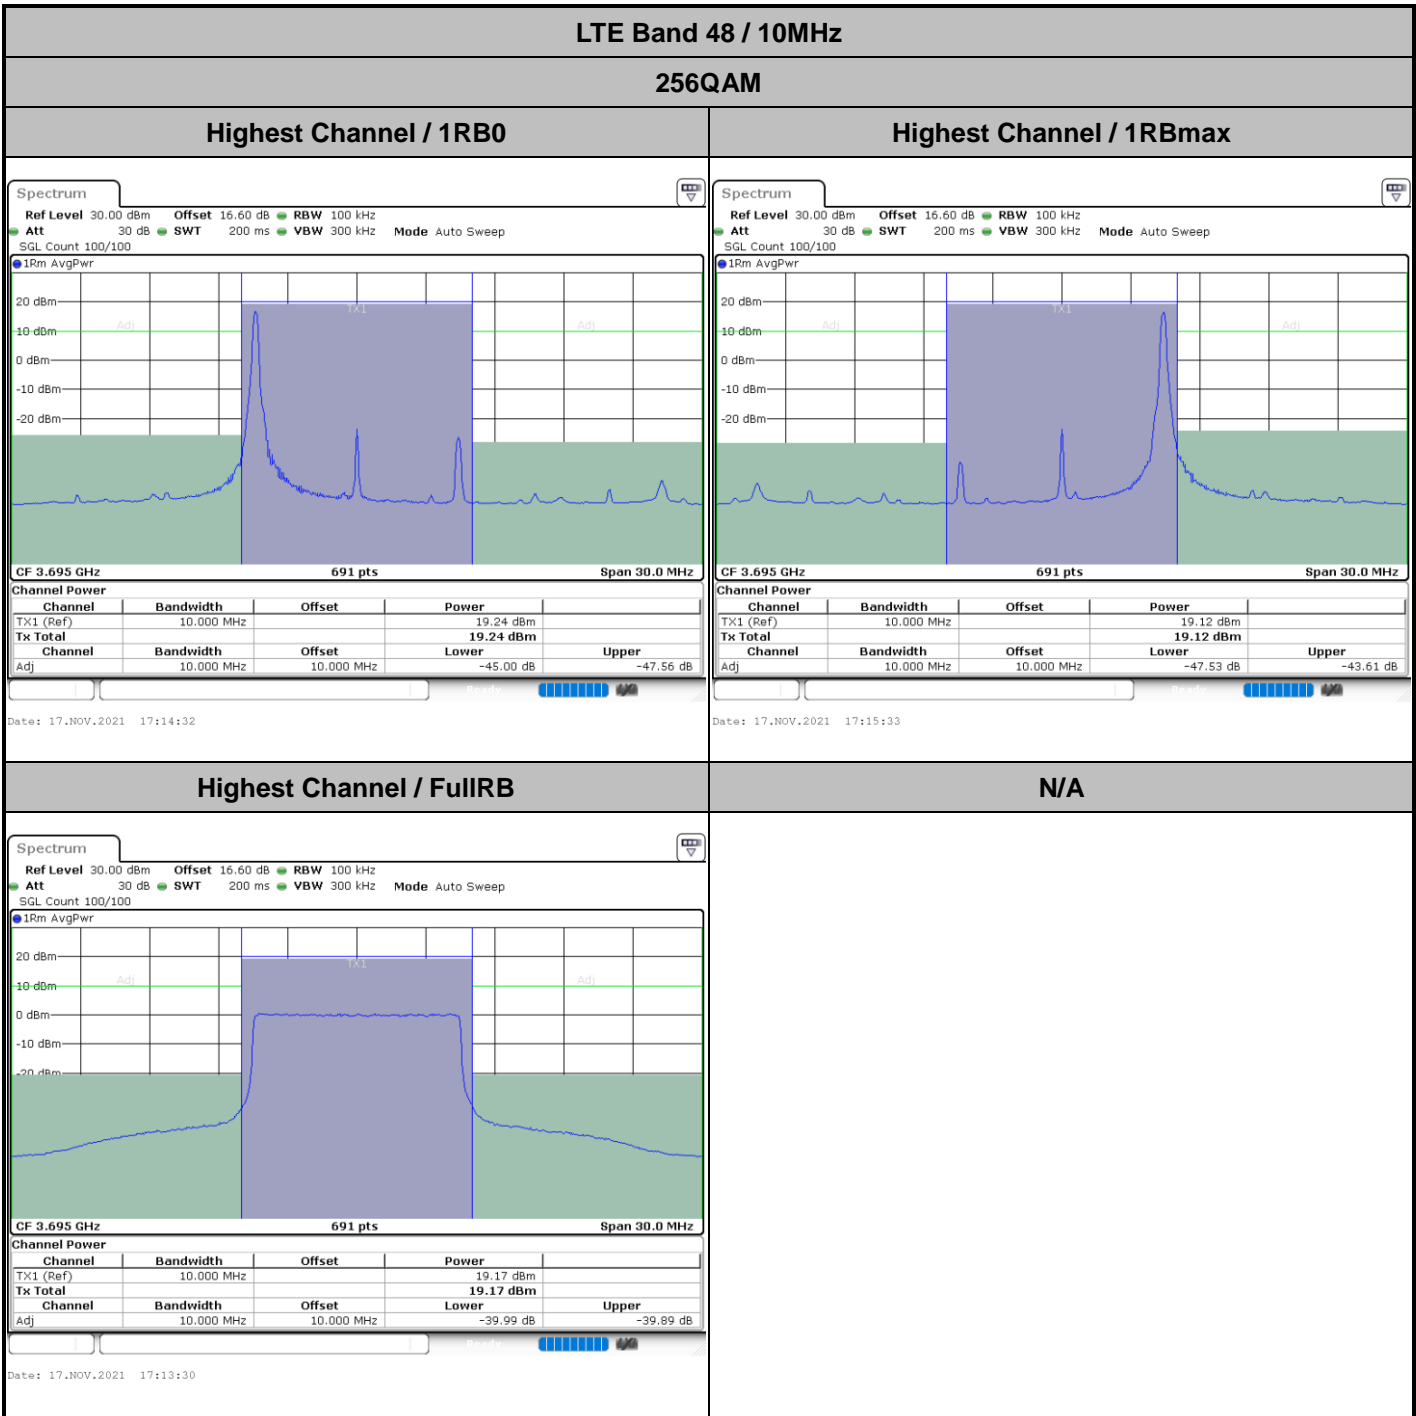 LTE Band 48 / 10MHz
256QAM
Highest Channel / 1RB0
Highest Channel / 1RBmax
Spectrum
Ref Level 30.00 dBm Offset 16.60 dB RBW 100 kHz
Att 30 dB SWT 200 ms VBW 300 kHz Mode Auto Sweep
SGL Count 100/100
1Rm AvgPwr
TX1
20 dBm
Adj
Adj
10 dBm
0 dBm
-10 dBm
-20 dBm
CF 3.695 GHz 691 pts Span 30.0 MHz
Channel Power
Channel Bandwidth Offset Power
TX1 (Ref) 10.000 MHz 19.24 dBm
Tx Total 19.24 dBm
Channel Bandwidth Offset Lower Upper
Adj 10.000 MHz 10.000 MHz -45.00 dB -47.56 dB
Ready
Date: 17.NOV.2021 17:14:32
Spectrum
Ref Level 30.00 dBm Offset 16.60 dB RBW 100 kHz
Att 30 dB SWT 200 ms VBW 300 kHz Mode Auto Sweep
SGL Count 100/100
1Rm AvgPwr
TX1
20 dBm
Adj
Adj
10 dBm
0 dBm
-10 dBm
-20 dBm
CF 3.695 GHz 691 pts Span 30.0 MHz
Channel Power
Channel Bandwidth Offset Power
TX1 (Ref) 10.000 MHz 19.12 dBm
Tx Total 19.12 dBm
Channel Bandwidth Offset Lower Upper
Adj 10.000 MHz 10.000 MHz -47.53 dB -43.61 dB
Ready
Date: 17.NOV.2021 17:15:33
Highest Channel / FullRB
N/A
Spectrum
Ref Level 30.00 dBm Offset 16.60 dB RBW 100 kHz
Att 30 dB SWT 200 ms VBW 300 kHz Mode Auto Sweep
SGL Count 100/100
1Rm AvgPwr
TX1
20 dBm
Adj
Adj
10 dBm
0 dBm
-10 dBm
-20 dBm
CF 3.695 GHz 691 pts Span 30.0 MHz
Channel Power
Channel Bandwidth Offset Power
TX1 (Ref) 10.000 MHz 19.17 dBm
Tx Total 19.17 dBm
Channel Bandwidth Offset Lower Upper
Adj 10.000 MHz 10.000 MHz -39.99 dB -39.89 dB
Ready
Date: 17.NOV.2021 17:13:30